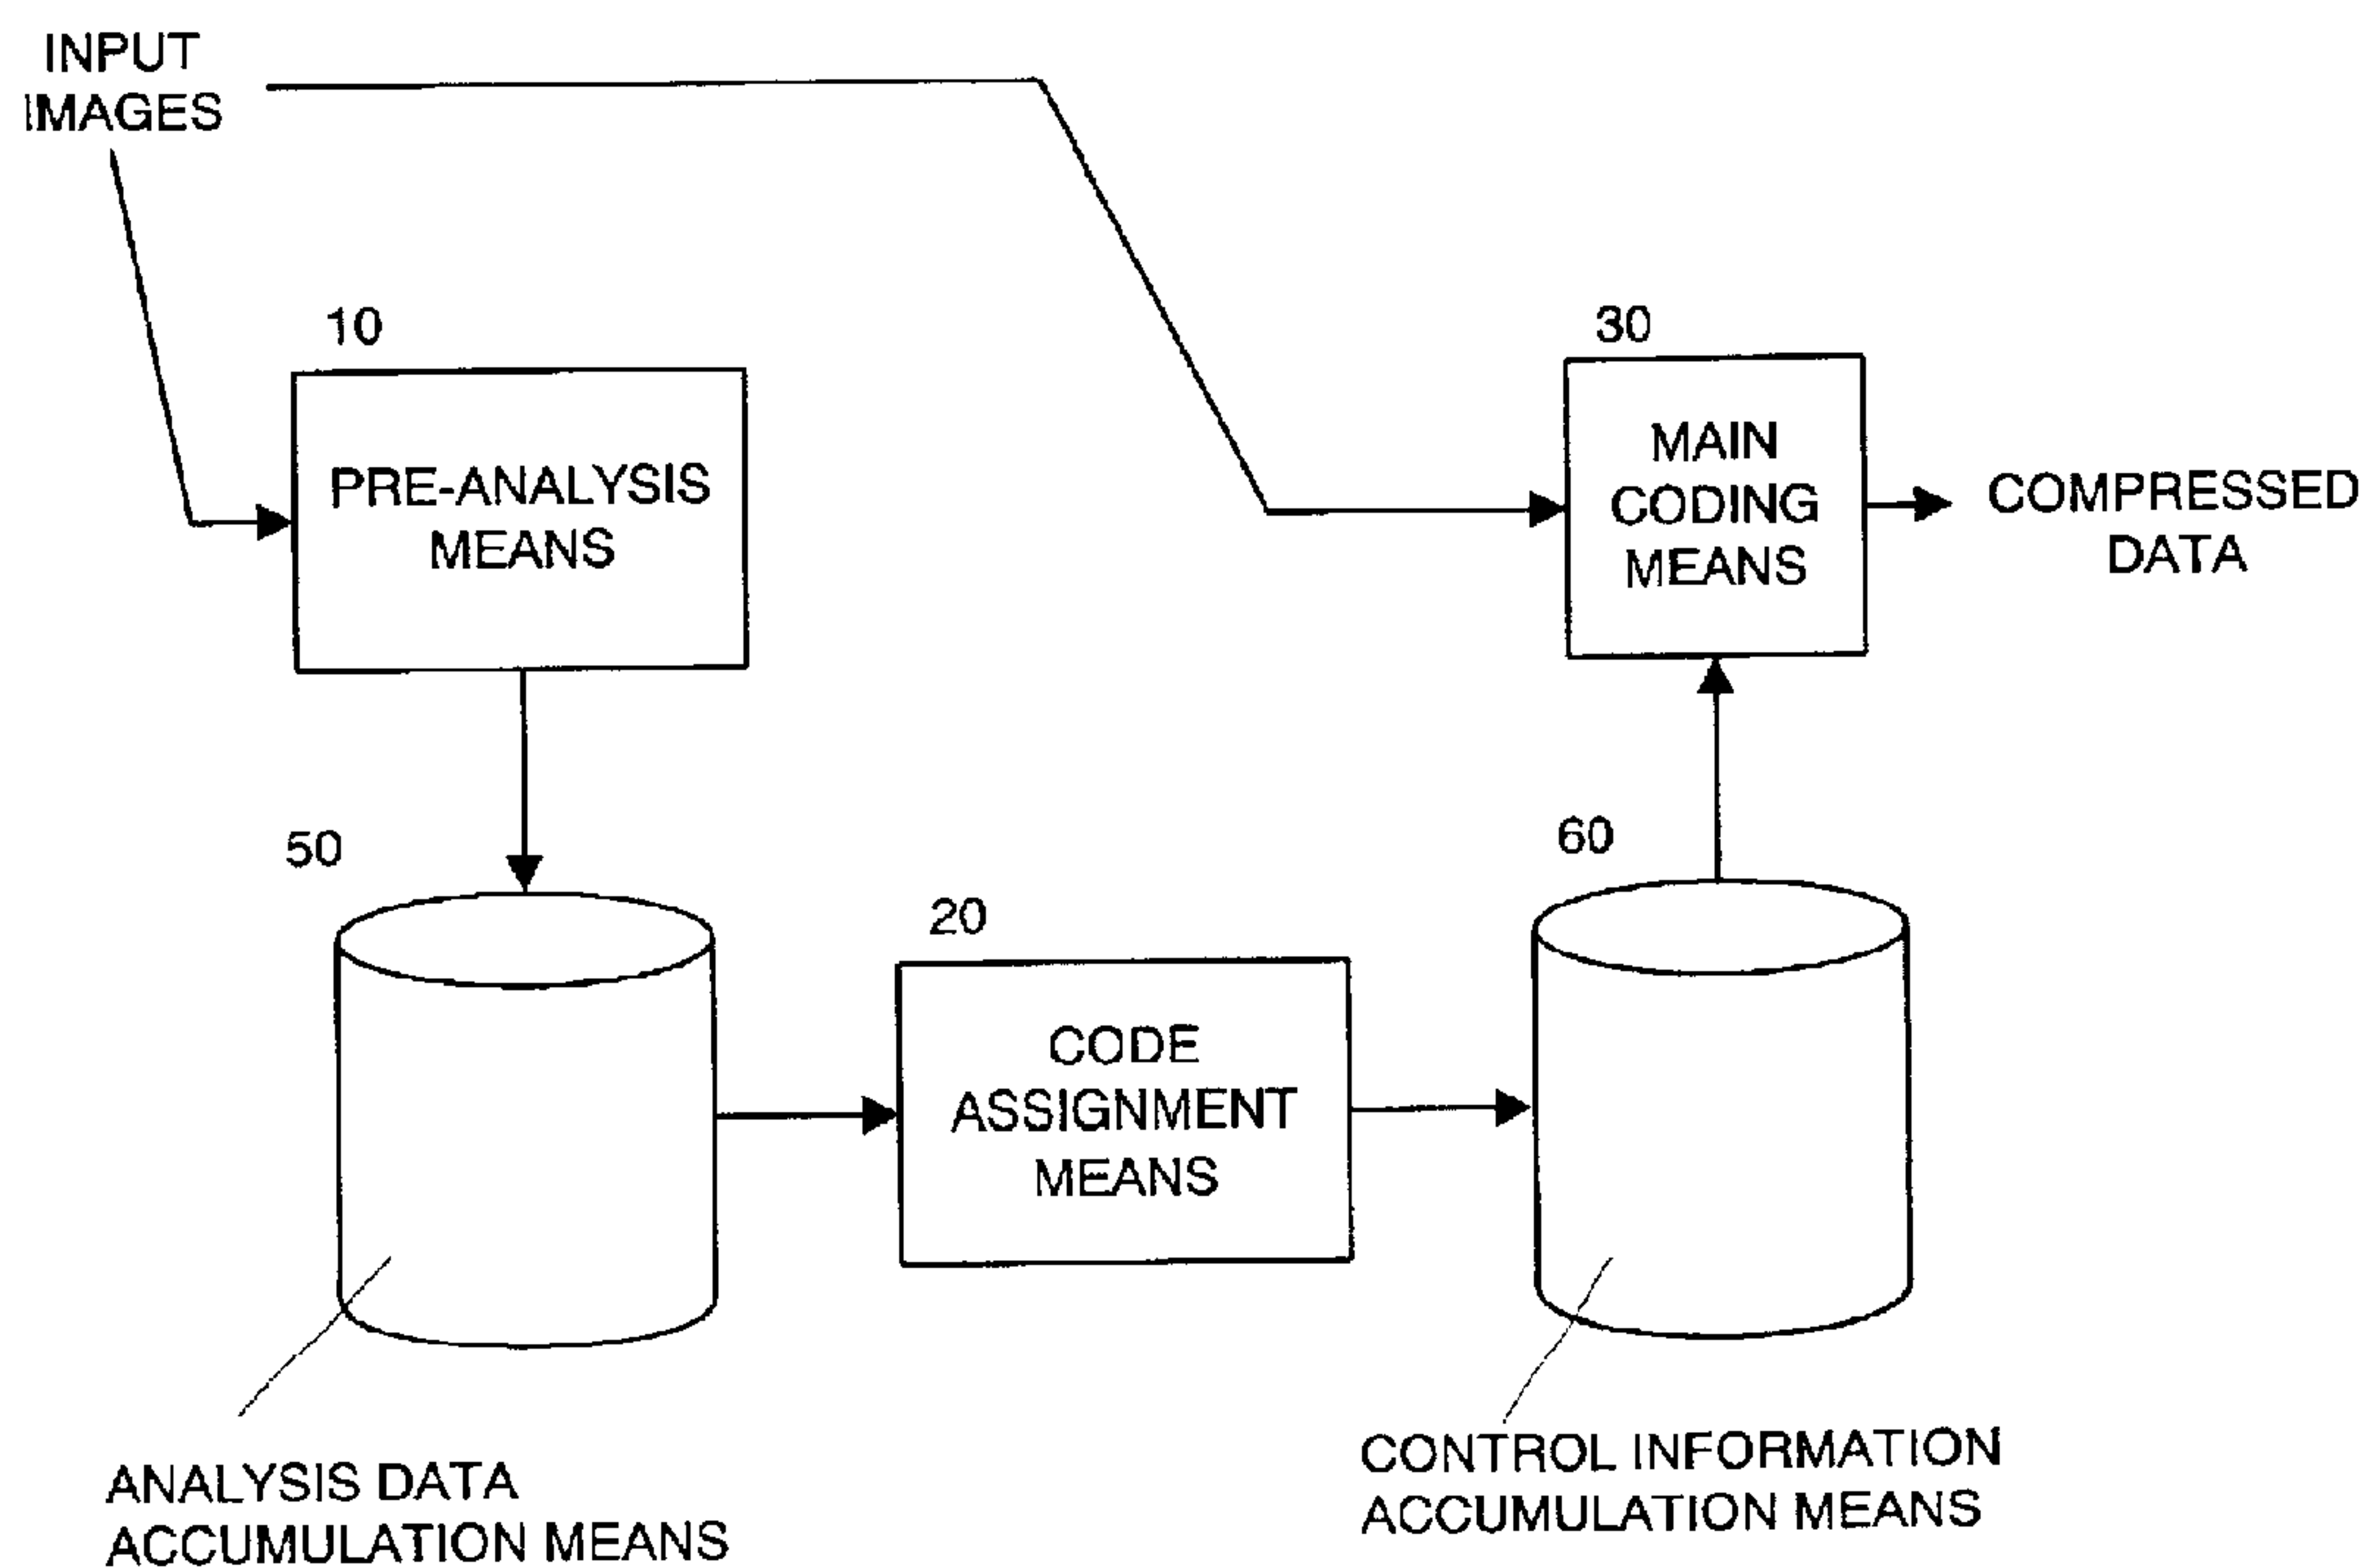 INPUT
IMAGES
10
PRE-ANALYSIS
MEANS
30
MAIN
CODING
MEANS
COMPRESSED
DATA
50
20
CODE
ASSIGNMENT
MEANS
60
ANALYSIS DATA
ACCUMULATION MEANS
CONTROL INFORMATION
ACCUMULATION MEANS